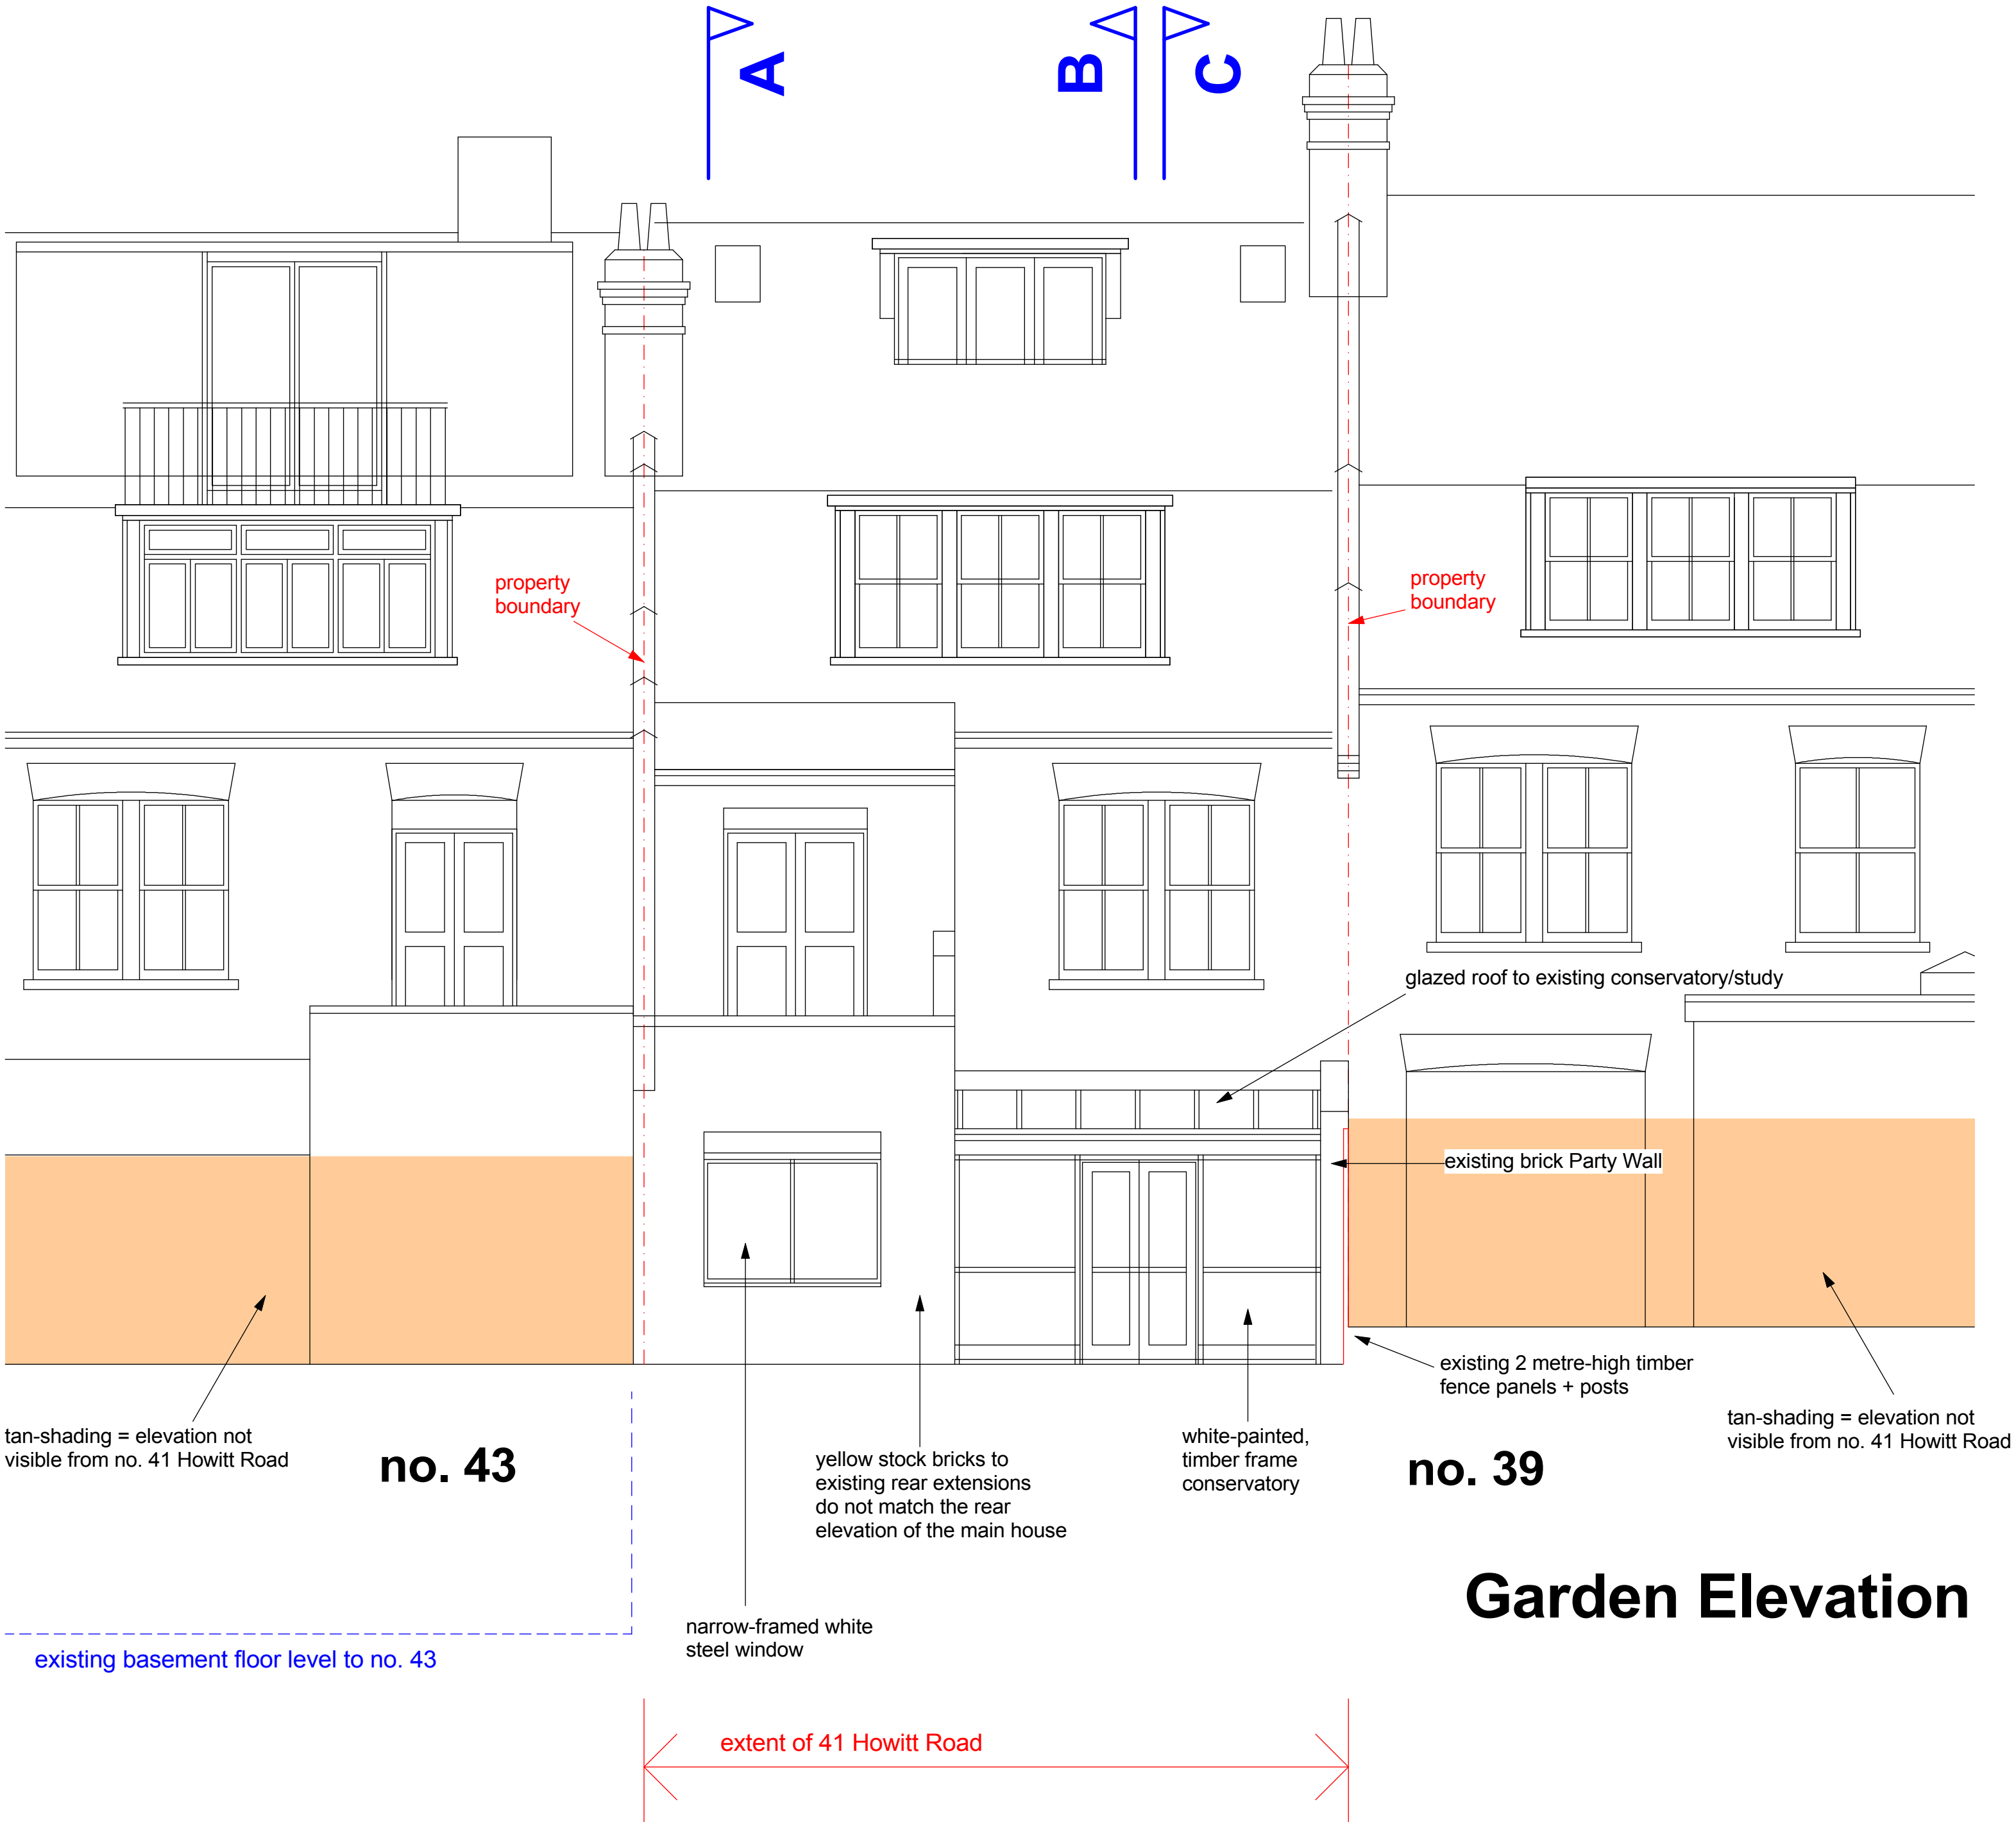 A
B
C
property
boundary
property
boundary
glazed roof to existing conservatory/study
existing brick Party Wall
existing 2 metre-high timber
fence panels + posts
tan-shading = elevation not
visible from no. 41 Howitt Road
no. 43
yellow stock bricks to
existing rear extensions
do not match the rear
elevation of the main house
white-painted,
timber frame
conservatory
no. 39
tan-shading = elevation not
visible from no. 41 Howitt Road
Garden Elevation
narrow-framed white
steel window
existing basement floor level to no. 43
extent of 41 Howitt Road